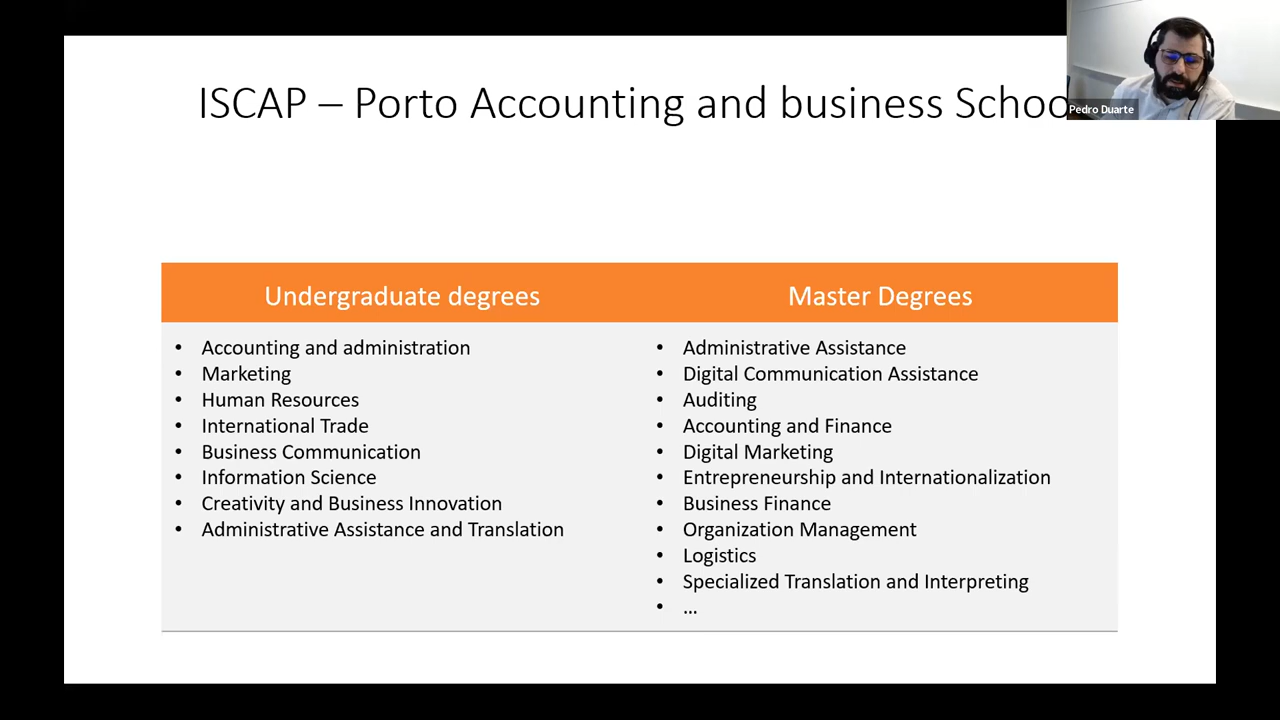 ISCAP – Porto Accounting and business Schoo
Pedro Duarte
Undergraduate degrees
• Accounting and administration
• Marketing
• Human Resources
• International Trade
• Business Communication
• Information Science
• Creativity and Business Innovation
• Administrative Assistance and Translation
Master Degrees
• Administrative Assistance
• Digital Communication Assistance
• Auditing
• Accounting and Finance
• Digital Marketing
• Entrepreneurship and Internationalization
• Business Finance
• Organization Management
• Logistics
• Specialized Translation and Interpreting
• ...